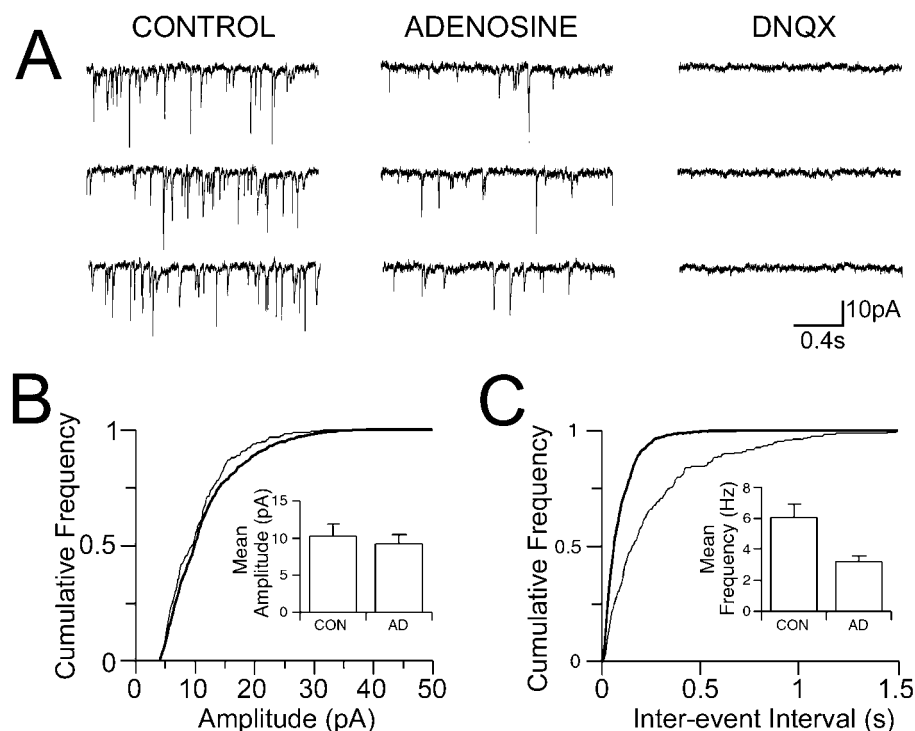 A
CONTROL
ADENOSINE
DNQX
10pA
0.4s
B
Cumulative Frequency
1
0.5
0
0
10
20
30
40
50
Amplitude (pA)
Mean
Amplitude (pA)
15
10
5
0
CON
AD
C
Cumulative Frequency
1
0.5
0
0
0.5
1
1.5
Inter-event Interval (s)
Mean
Frequency (Hz)
8
6
4
2
0
CON
AD